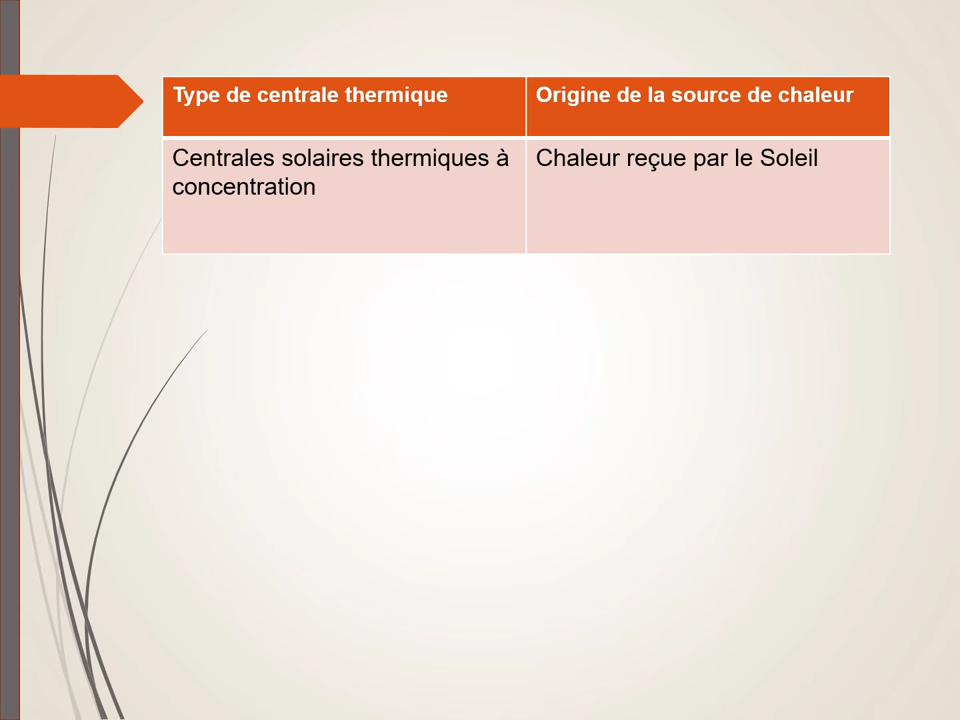 Type de centrale thermique
Origine de la source de chaleur
Centrales solaires thermiques à
concentration
Chaleur reçue par le Soleil